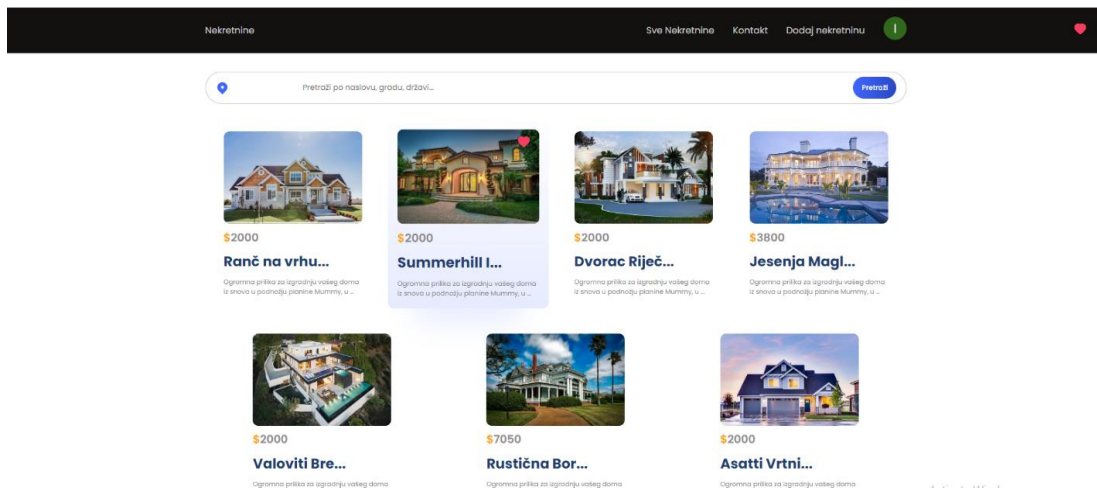 Nekretnine
Sve Nekretnine Kontakt Dodaj nekretninu I
Pretraži po naslovu, gradu, državi... Pretraži
$2000 $2000 $2000 $3800
Ranč na vrhu... Summerhill I... Dvorac Riječ... Jesenja Magl...
Ogromna prilika za izgradnju vašeg doma Ogromna prilika za izgradnju vašeg doma Ogromna prilika za izgradnju vašeg doma Ogromna prilika za izgradnju vašeg doma
iz snova u podnožju planine Mummy, u ... iz snova u podnožju planine Mummy, u ... iz snova u podnožju planine Mummy, u ... iz snova u podnožju planine Mummy, u ...
$2000 $7050 $2000
Valoviti Bre... Rustična Bor... Asatti Vrtni...
Ogromna prilika za izgradnju vašeg doma Ogromna prilika za izgradnju vašeg doma Ogromna prilika za izgradnju vašeg doma